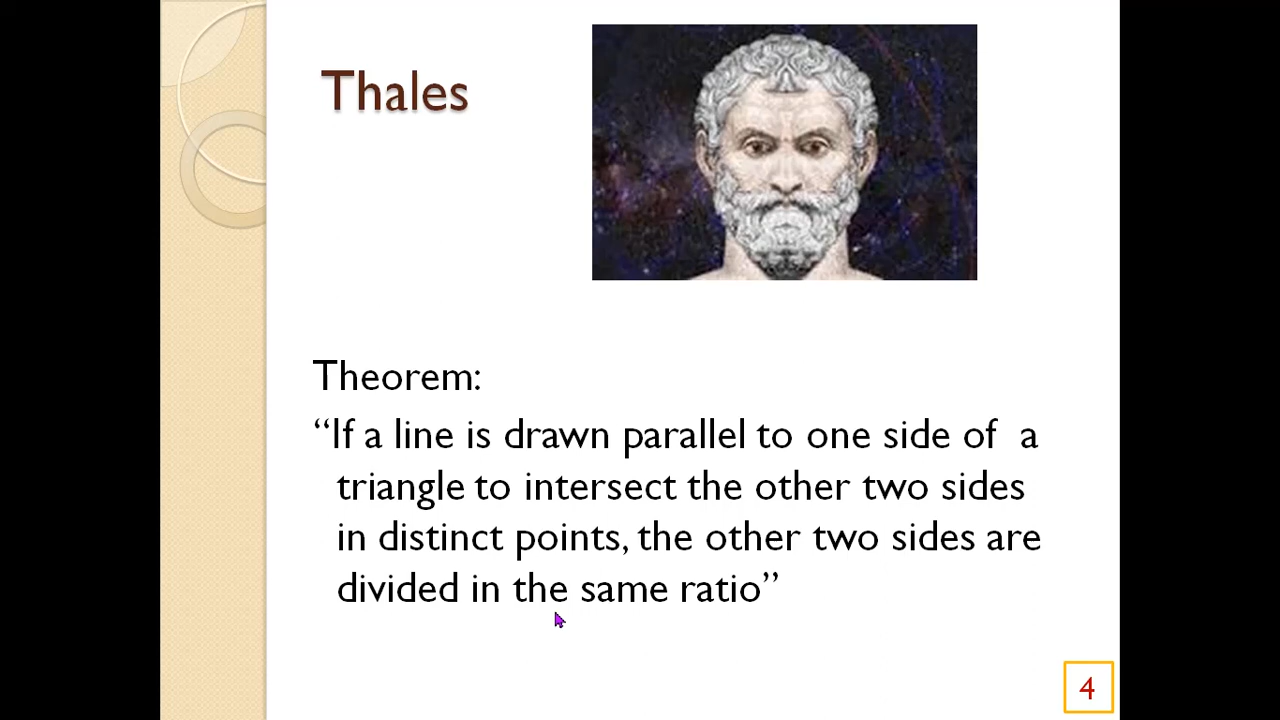 Thales
Theorem:
“If a line is drawn parallel to one side of a
triangle to intersect the other two sides
in distinct points, the other two sides are
divided in the same ratio”
4